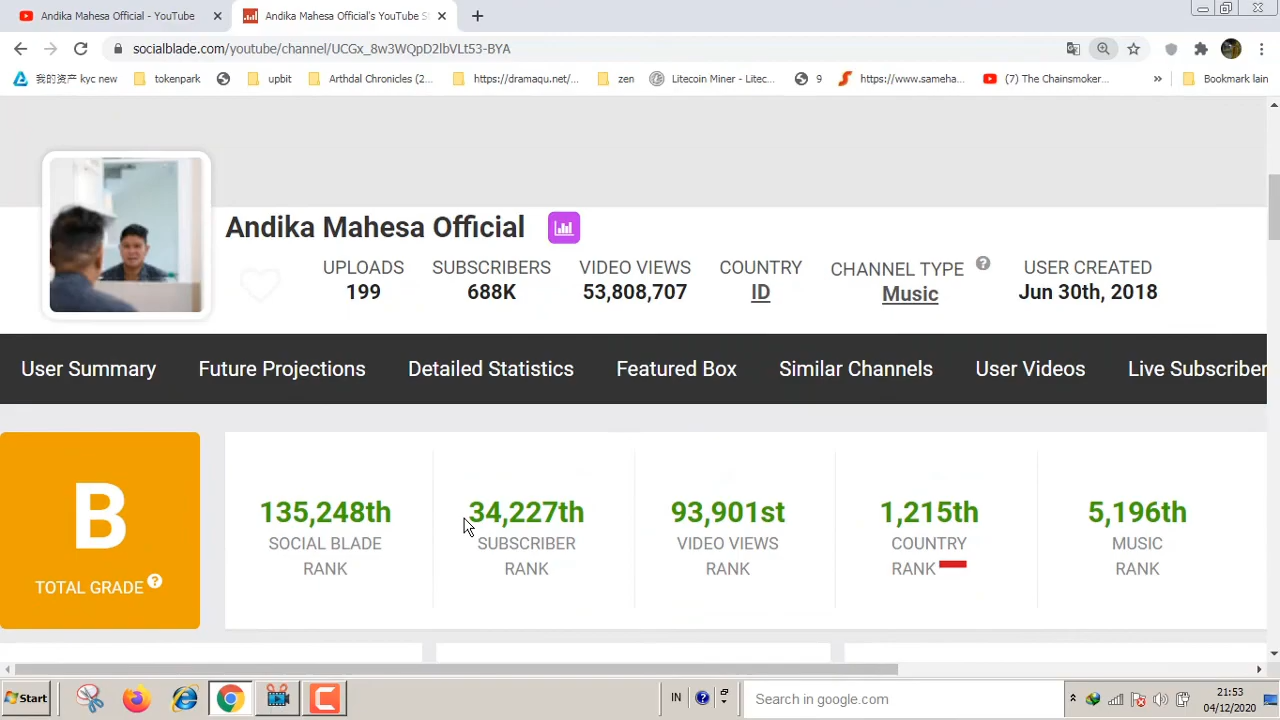 Andika Mahesa Official - YouTube
Andika Mahesa Official's YouTube S
socialblade.com/youtube/channel/UCGx_8w3WQpD2lbVLt53-BYA
我的资产 kyc new
tokenpark
upbit
Arthdal Chronicles (2...
https://dramaqu.net/...
zen
Litecoin Miner - Litec...
9
https://www.sameha...
(7) The Chainsmoker...
»
Bookmark lain
Andika Mahesa Official
UPLOADS
199
SUBSCRIBERS
688K
VIDEO VIEWS
53,808,707
COUNTRY
ID
CHANNEL TYPE
Music
USER CREATED
Jun 30th, 2018
User Summary
Future Projections
Detailed Statistics
Featured Box
Similar Channels
User Videos
Live Subscriber
B
TOTAL GRADE
135,248th
SOCIAL BLADE
RANK
34,227th
SUBSCRIBER
RANK
93,901st
VIDEO VIEWS
RANK
1,215th
COUNTRY
RANK
5,196th
MUSIC
RANK
Start
IN
Search in google.com
21:53
04/12/2020